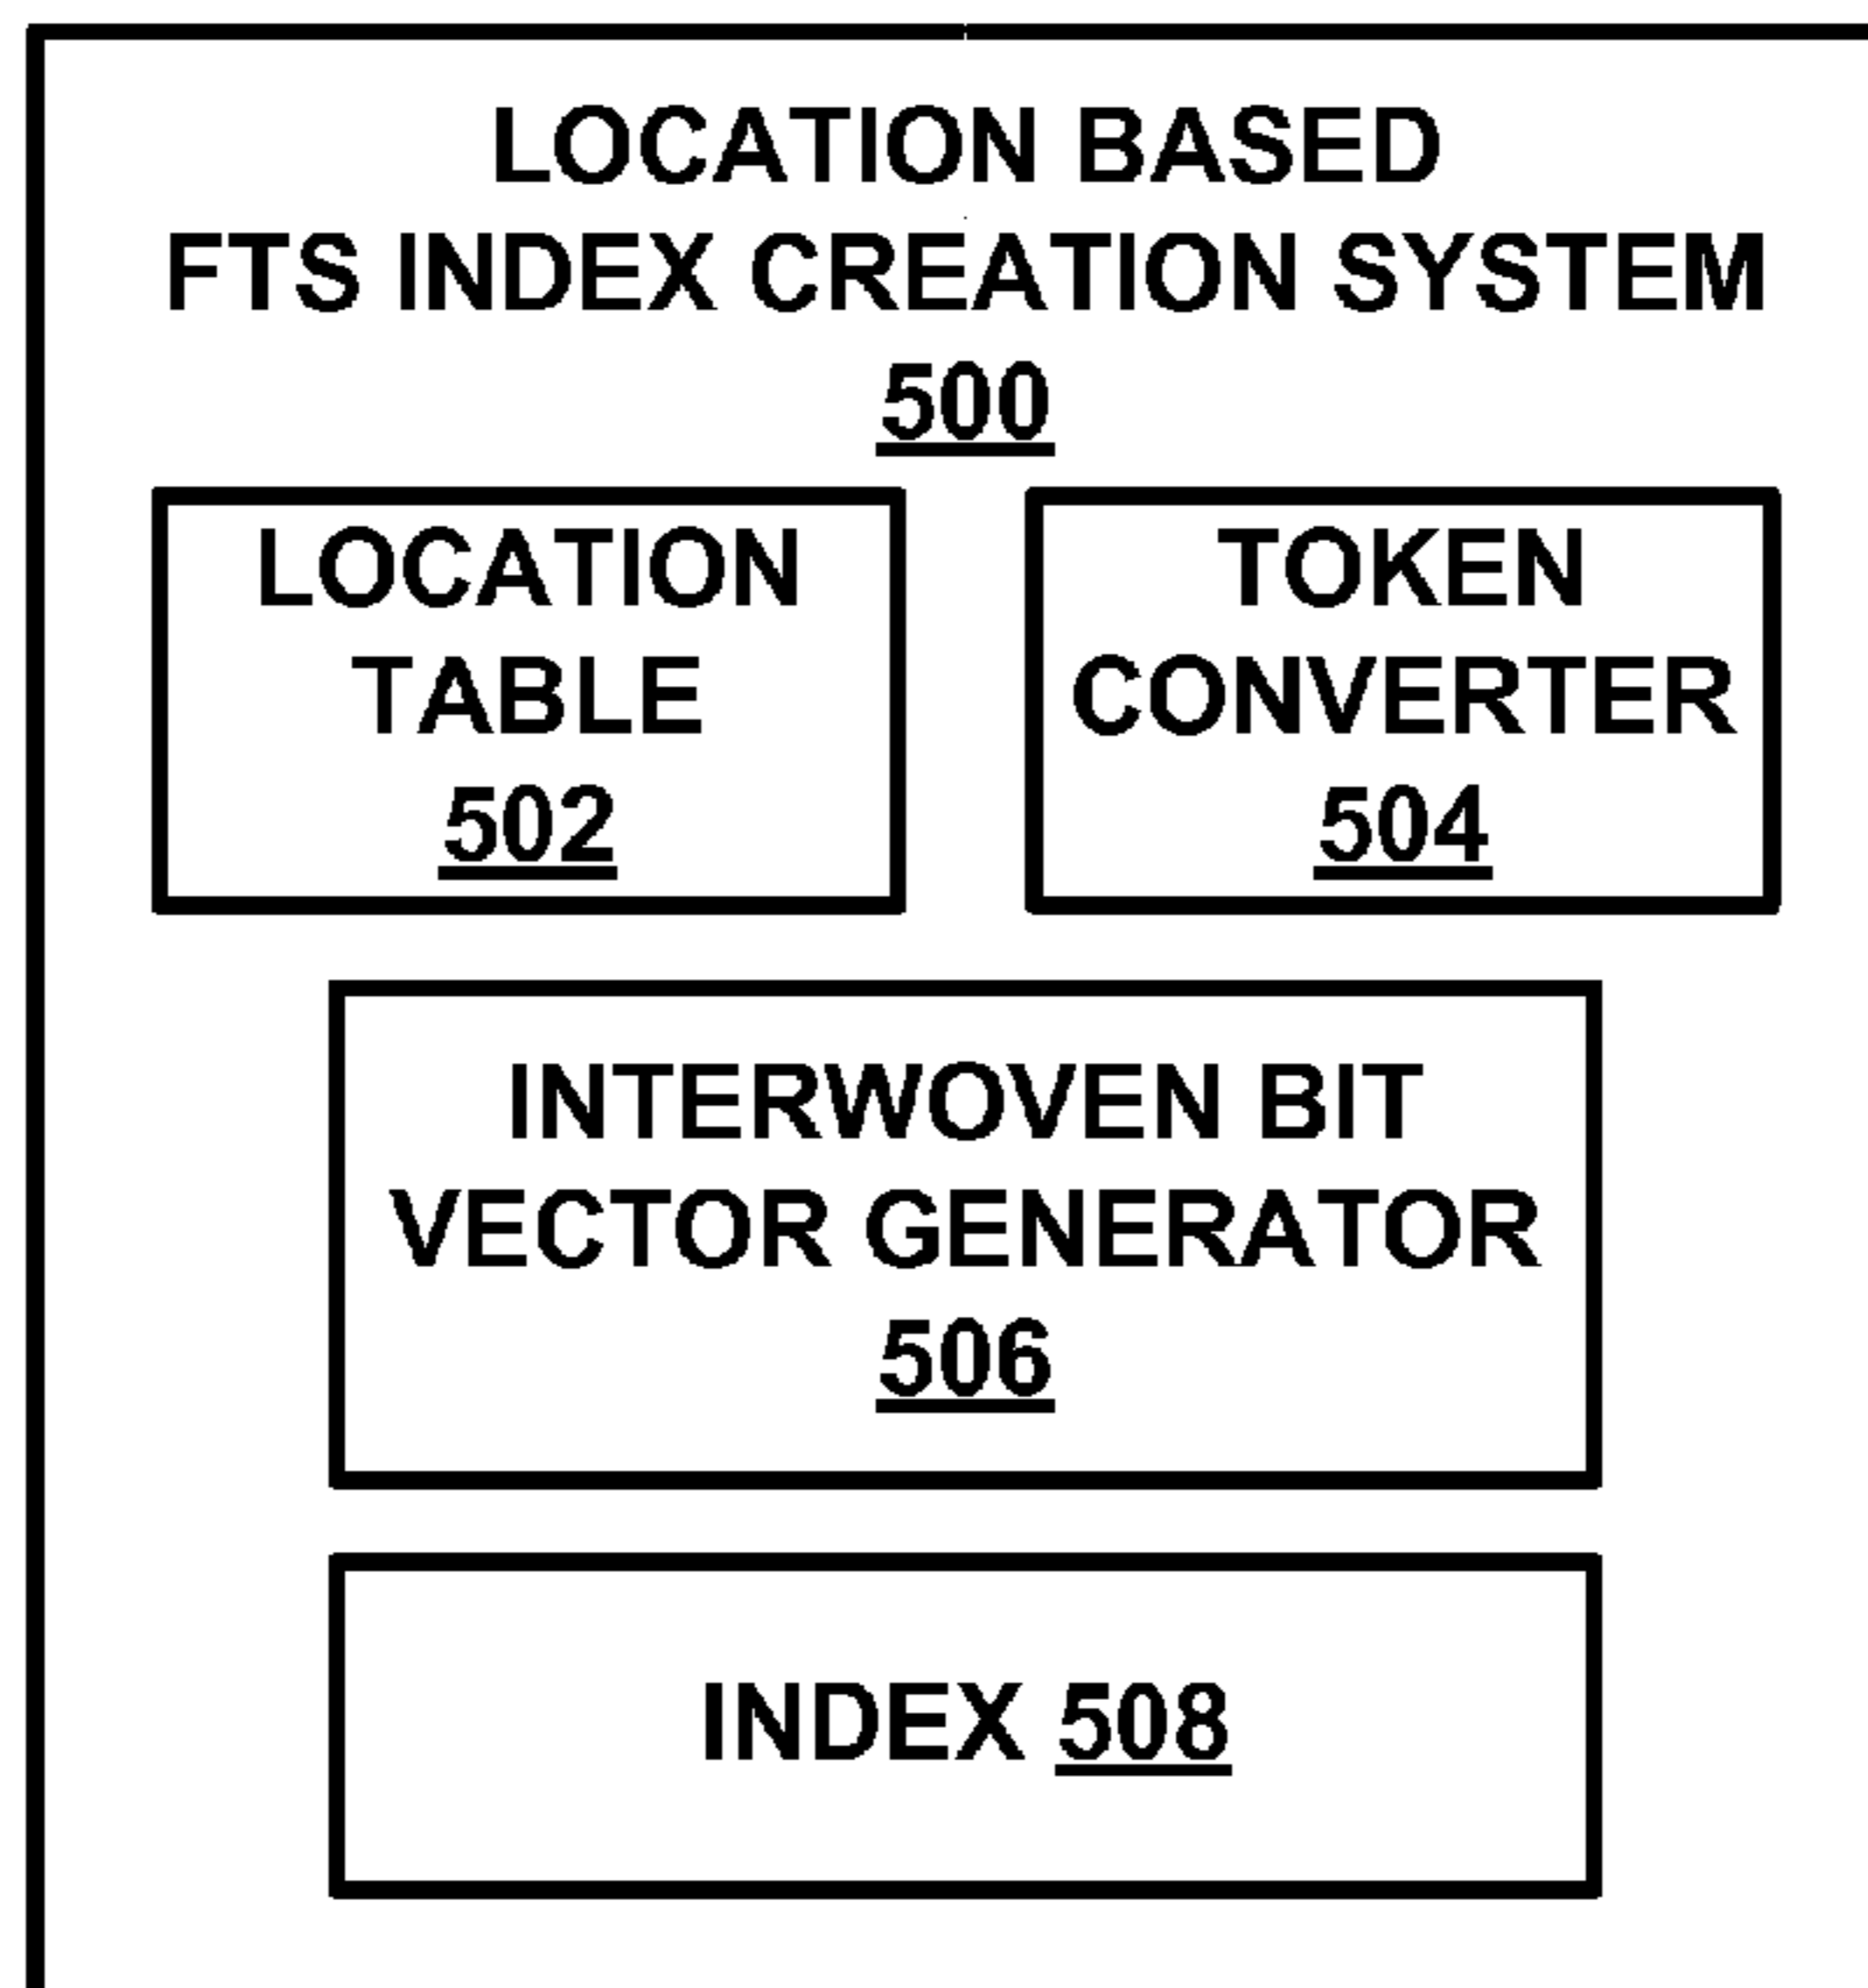 LOCATION BASED
FTS INDEX CREATION SYSTEM
500
LOCATION
TABLE
502
TOKEN
CONVERTER
504
INTERWOVEN BIT
VECTOR GENERATOR
506
INDEX 508